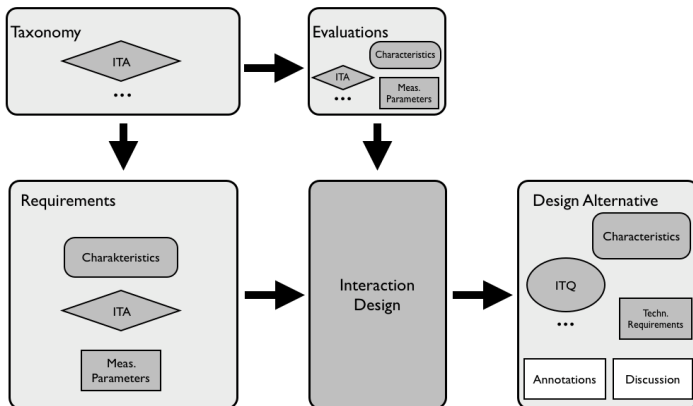 Taxonomy
ITA
...
Evaluations
Characteristics
ITA
...
Meas.
Parameters
Requirements
Charakteristics
ITA
Meas.
Parameters
Interaction
Design
Design Alternative
Characteristics
ITQ
...
Techn.
Requirements
Annotations
Discussion